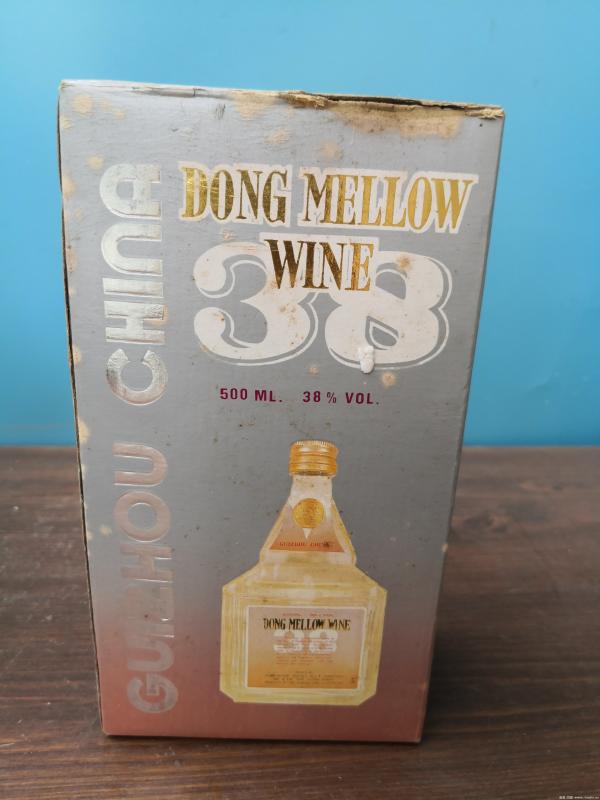 DONG MELLOW
WINE
38
500 ML. 38% VOL.
GUIZHOU CHINA
GUIZHOU CHINA
DONG MELLOW WINE
38